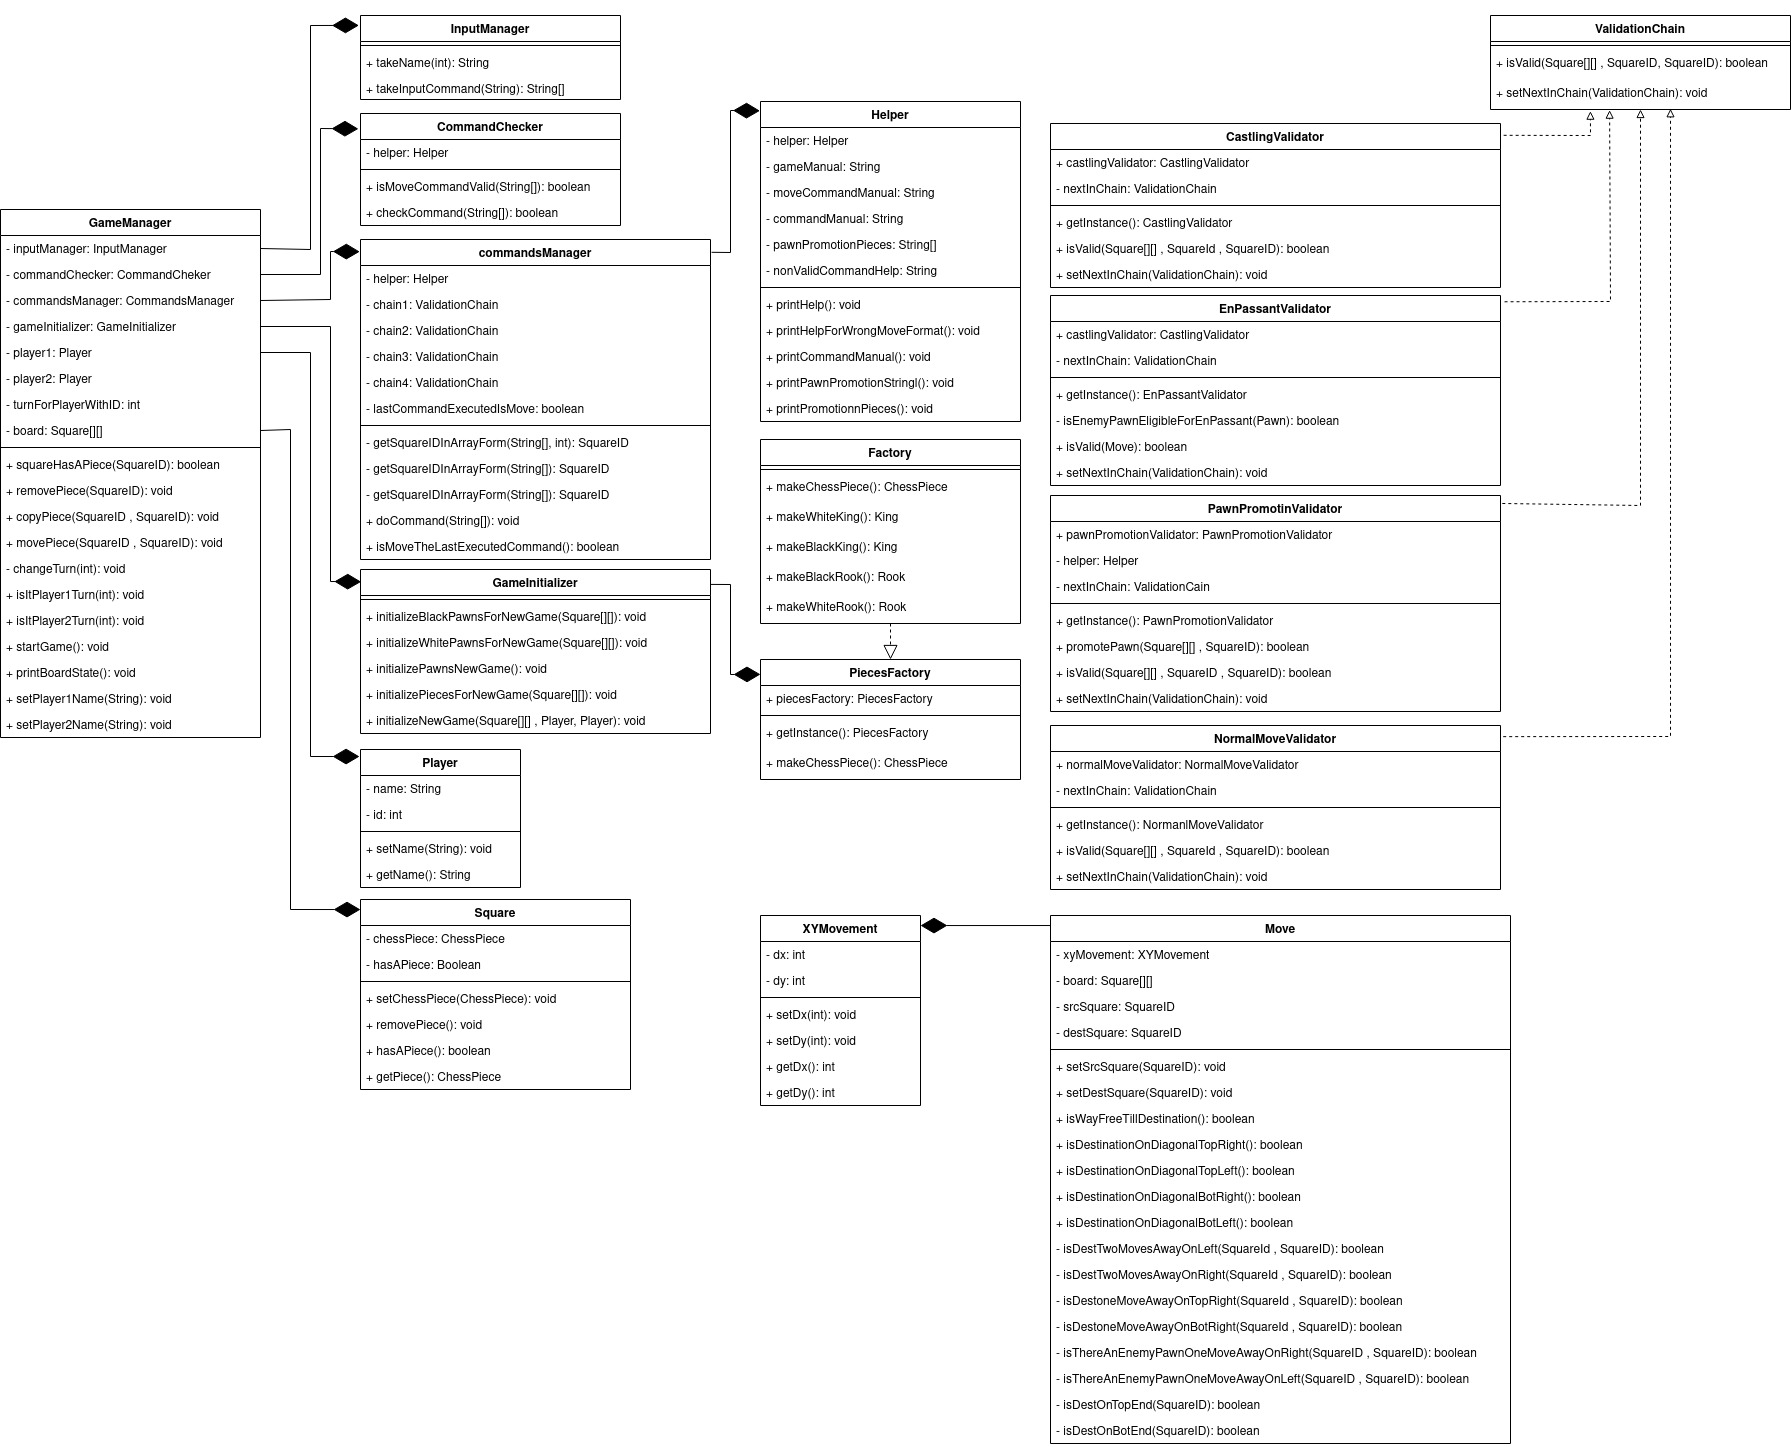 InputManager
+ takeName(int): String
+ takeInputCommand(String): String[]
CommandChecker
- helper: Helper
+ isMoveCommandValid(String[]): boolean
+ checkCommand(String[]): boolean
GameManager
- inputManager: InputManager
- commandChecker: CommandCheker
- commandsManager: CommandsManager
- gameInitializer: GameInitializer
- player1: Player
- player2: Player
- turnForPlayerWithID: int
- board: Square[][]
+ squareHasAPiece(SquareID): boolean
+ removePiece(SquareID): void
+ copyPiece(SquareID , SquareID): void
+ movePiece(SquareID , SquareID): void
- changeTurn(int): void
+ isItPlayer1Turn(int): void
+ isItPlayer2Turn(int): void
+ startGame(): void
+ printBoardState(): void
+ setPlayer1Name(String): void
+ setPlayer2Name(String): void
commandsManager
- helper: Helper
- chain1: ValidationChain
- chain2: ValidationChain
- chain3: ValidationChain
- chain4: ValidationChain
- lastCommandExecutedIsMove: boolean
- getSquareIDInArrayForm(String[], int): SquareID
- getSquareIDInArrayForm(String[]): SquareID
- getSquareIDInArrayForm(String[]): SquareID
+ doCommand(String[]): void
+ isMoveTheLastExecutedCommand(): boolean
GameInitializer
+ initializeBlackPawnsForNewGame(Square[][]): void
+ initializeWhitePawnsForNewGame(Square[][]): void
+ initializePawnsNewGame(): void
+ initializePiecesForNewGame(Square[][]): void
+ initializeNewGame(Square[][] , Player, Player): void
Player
- name: String
- id: int
+ setName(String): void
+ getName(): String
Square
- chessPiece: ChessPiece
- hasAPiece: Boolean
+ setChessPiece(ChessPiece): void
+ removePiece(): void
+ hasAPiece(): boolean
+ getPiece(): ChessPiece
Helper
- helper: Helper
- gameManual: String
- moveCommandManual: String
- commandManual: String
- pawnPromotionPieces: String[]
- nonValidCommandHelp: String
+ printHelp(): void
+ printHelpForWrongMoveFormat(): void
+ printCommandManual(): void
+ printPawnPromotionStringl(): void
+ printPromotionnPieces(): void
Factory
+ makeChessPiece(): ChessPiece
+ makeWhiteKing(): King
+ makeBlackKing(): King
+ makeBlackRook(): Rook
+ makeWhiteRook(): Rook
PiecesFactory
+ piecesFactory: PiecesFactory
+ getInstance(): PiecesFactory
+ makeChessPiece(): ChessPiece
XYMovement
- dx: int
- dy: int
+ setDx(int): void
+ setDy(int): void
+ getDx(): int
+ getDy(): int
ValidationChain
+ isValid(Square[][] , SquareID, SquareID): boolean
+ setNextInChain(ValidationChain): void
CastlingValidator
+ castlingValidator: CastlingValidator
- nextInChain: ValidationChain
+ getInstance(): CastlingValidator
+ isValid(Square[][] , SquareId , SquareID): boolean
+ setNextInChain(ValidationChain): void
EnPassantValidator
+ castlingValidator: CastlingValidator
- nextInChain: ValidationChain
+ getInstance(): EnPassantValidator
- isEnemyPawnEligibleForEnPassant(Pawn): boolean
+ isValid(Move): boolean
+ setNextInChain(ValidationChain): void
PawnPromotinValidator
+ pawnPromotionValidator: PawnPromotionValidator
- helper: Helper
- nextInChain: ValidationCain
+ getInstance(): PawnPromotionValidator
+ promotePawn(Square[][] , SquareID): boolean
+ isValid(Square[][] , SquareID , SquareID): boolean
+ setNextInChain(ValidationChain): void
NormalMoveValidator
+ normalMoveValidator: NormalMoveValidator
- nextInChain: ValidationChain
+ getInstance(): NormanlMoveValidator
+ isValid(Square[][] , SquareId , SquareID): boolean
+ setNextInChain(ValidationChain): void
Move
- xyMovement: XYMovement
- board: Square[][]
- srcSquare: SquareID
- destSquare: SquareID
+ setSrcSquare(SquareID): void
+ setDestSquare(SquareID): void
+ isWayFreeTillDestination(): boolean
+ isDestinationOnDiagonalTopRight(): boolean
+ isDestinationOnDiagonalTopLeft(): boolean
+ isDestinationOnDiagonalBotRight(): boolean
+ isDestinationOnDiagonalBotLeft(): boolean
- isDestTwoMovesAwayOnLeft(SquareId , SquareID): boolean
- isDestTwoMovesAwayOnRight(SquareId , SquareID): boolean
- isDestoneMoveAwayOnTopRight(SquareId , SquareID): boolean
- isDestoneMoveAwayOnBotRight(SquareId , SquareID): boolean
- isThereAnEnemyPawnOneMoveAwayOnRight(SquareID , SquareID): boolean
- isThereAnEnemyPawnOneMoveAwayOnLeft(SquareID , SquareID): boolean
- isDestOnTopEnd(SquareID): boolean
- isDestOnBotEnd(SquareID): boolean